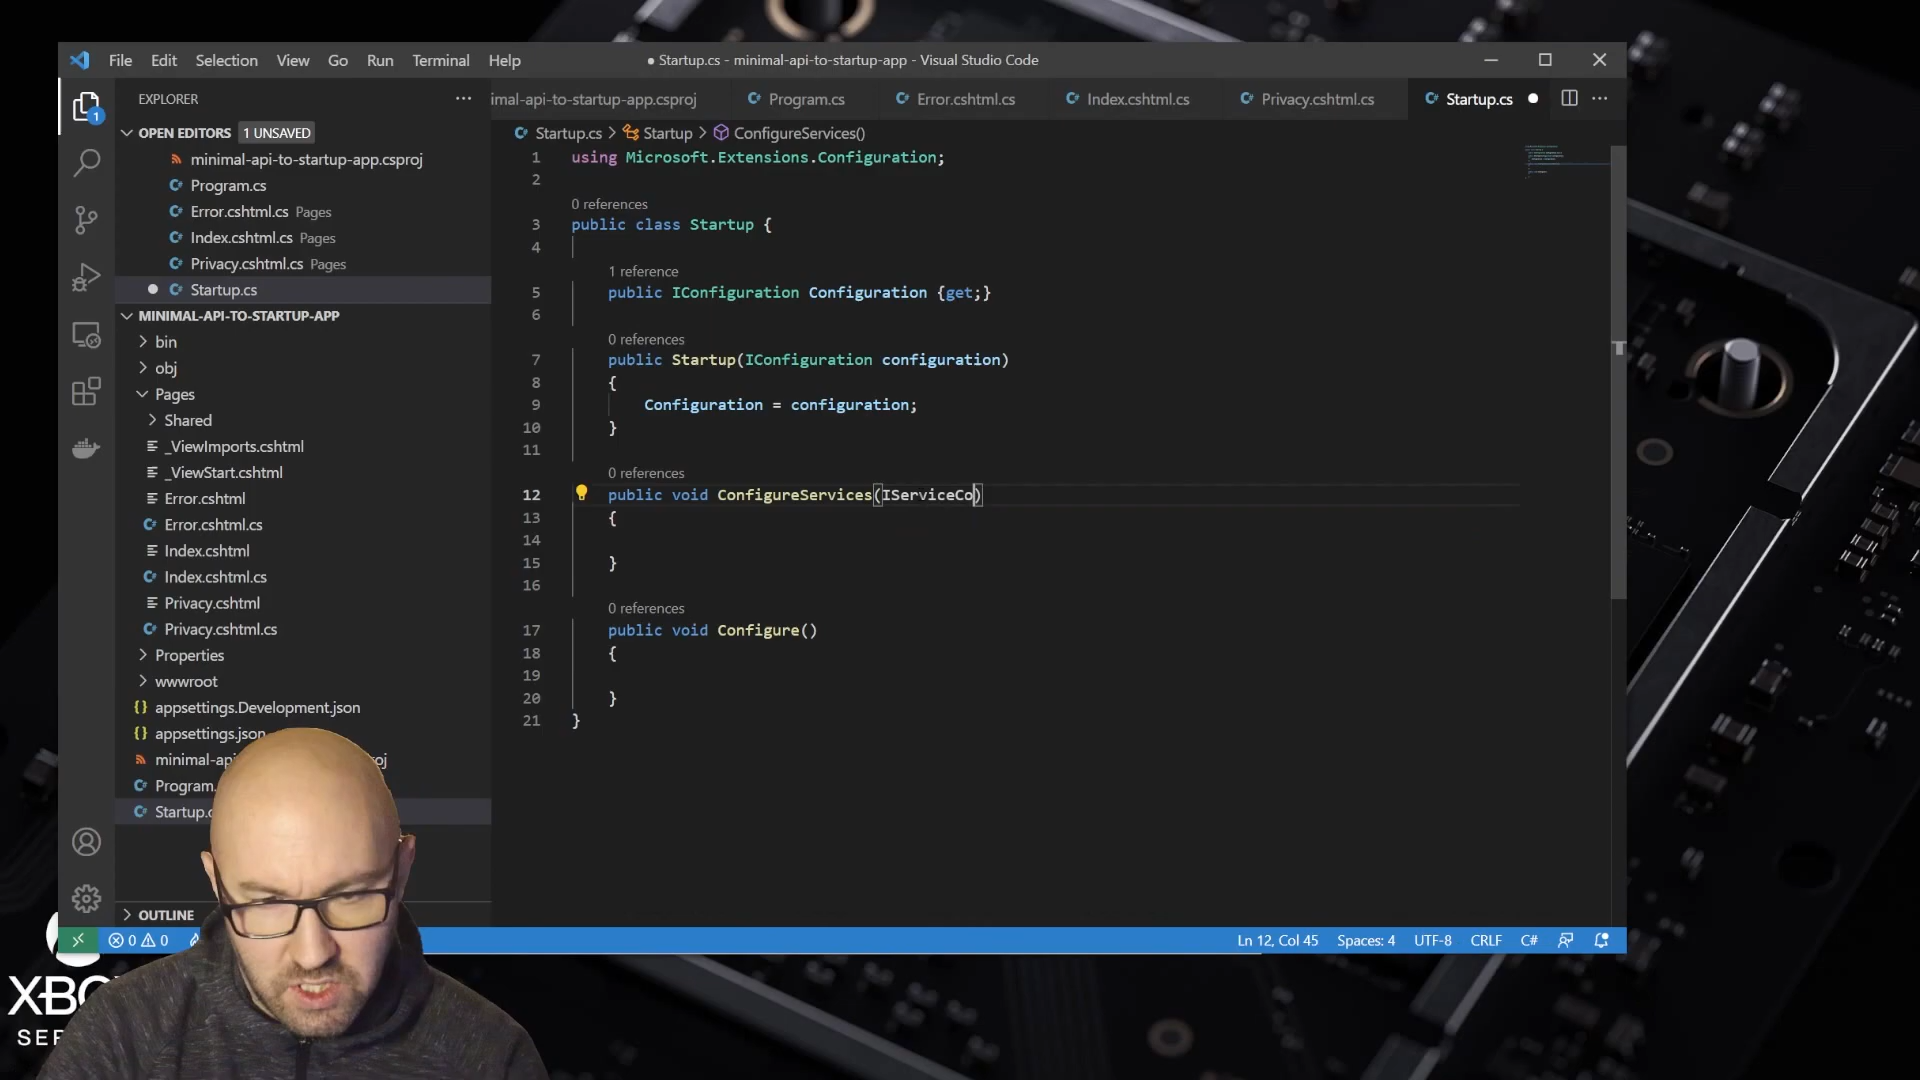 File Edit Selection View Go Run Terminal Help
● Startup.cs - minimal-api-to-startup-app - Visual Studio Code
EXPLORER
imal-api-to-startup-app.csproj Program.cs Error.cshtml.cs Index.cshtml.cs Privacy.cshtml.cs Startup.cs
OPEN EDITORS 1 UNSAVED
minimal-api-to-startup-app.csproj
Program.cs
Error.cshtml.cs Pages
Index.cshtml.cs Pages
Privacy.cshtml.cs Pages
Startup.cs
MINIMAL-API-TO-STARTUP-APP
bin
obj
Pages
Shared
_ViewImports.cshtml
_ViewStart.cshtml
Error.cshtml
Error.cshtml.cs
Index.cshtml
Index.cshtml.cs
Privacy.cshtml
Privacy.cshtml.cs
Properties
wwwroot
appsettings.Development.json
appsettings.json
minimal-api oj
Program.
Startup.c
OUTLINE
1
Startup.cs > Startup > ConfigureServices()
1 using Microsoft.Extensions.Configuration;
2
0 references
3 public class Startup {
4
1 reference
5 public IConfiguration Configuration {get;}
6
0 references
7 public Startup(IConfiguration configuration)
8 {
9 Configuration = configuration;
10 }
11
0 references
12 public void ConfigureServices(IServiceCo)
13 {
14
15 }
16
0 references
17 public void Configure()
18 {
19
20 }
21 }
0 0
Ln 12, Col 45 Spaces: 4 UTF-8 CRLF C#
XBO
SER